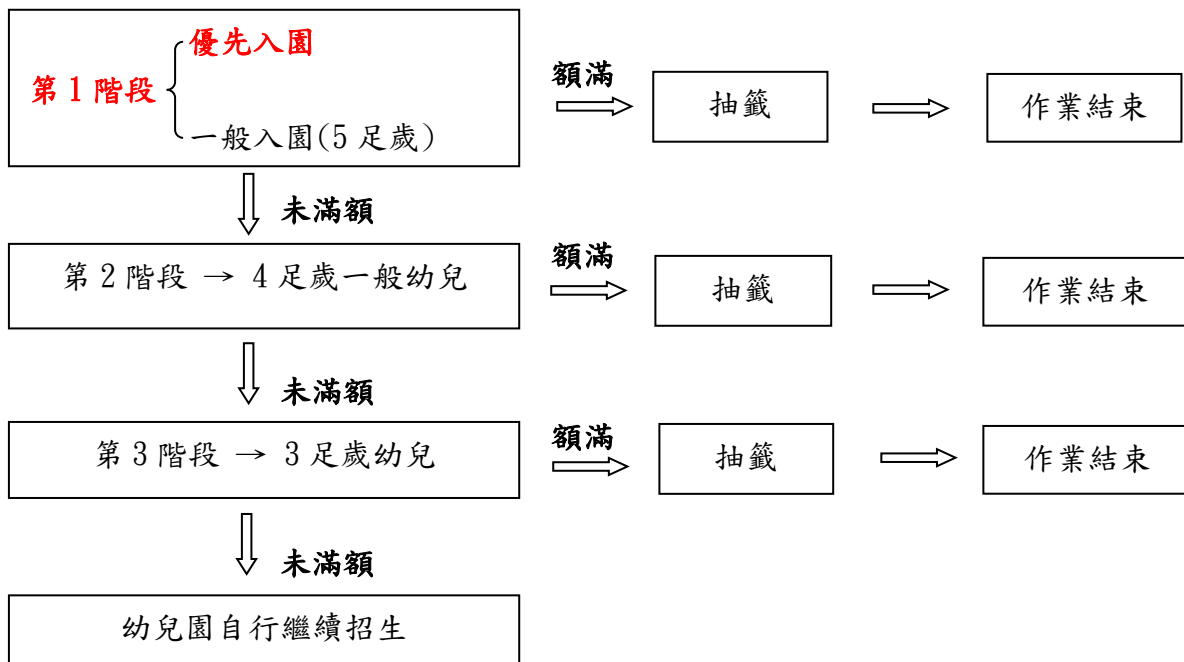 優先入園
第1階段
一般入園(5足歲)
額滿
抽籤
作業結束
未滿額
第2階段 → 4足歲一般幼兒
額滿
抽籤
作業結束
未滿額
第3階段 → 3足歲幼兒
額滿
抽籤
作業結束
未滿額
幼兒園自行繼續招生